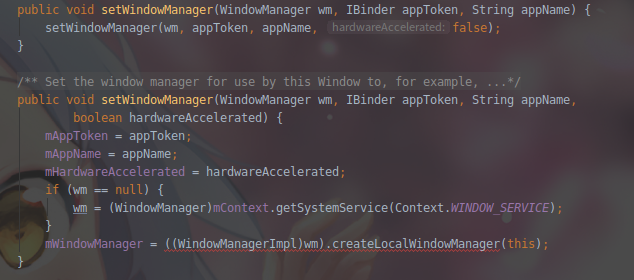 public void setWindowManager(WindowManager wm, IBinder appToken, String appName) {
setWindowManager(wm, appToken, appName, hardwareAccelerated: false);
}
/** Set the window manager for use by this Window to, for example, ...*/
public void setWindowManager(WindowManager wm, IBinder appToken, String appName,
boolean hardwareAccelerated) {
mAppToken = appToken;
mAppName = appName;
mHardwareAccelerated = hardwareAccelerated;
if (wm == null) {
wm = (WindowManager)mContext.getSystemService(Context.WINDOW_SERVICE);
}
mWindowManager = ((WindowManagerImpl)wm).createLocalWindowManager(this);
}